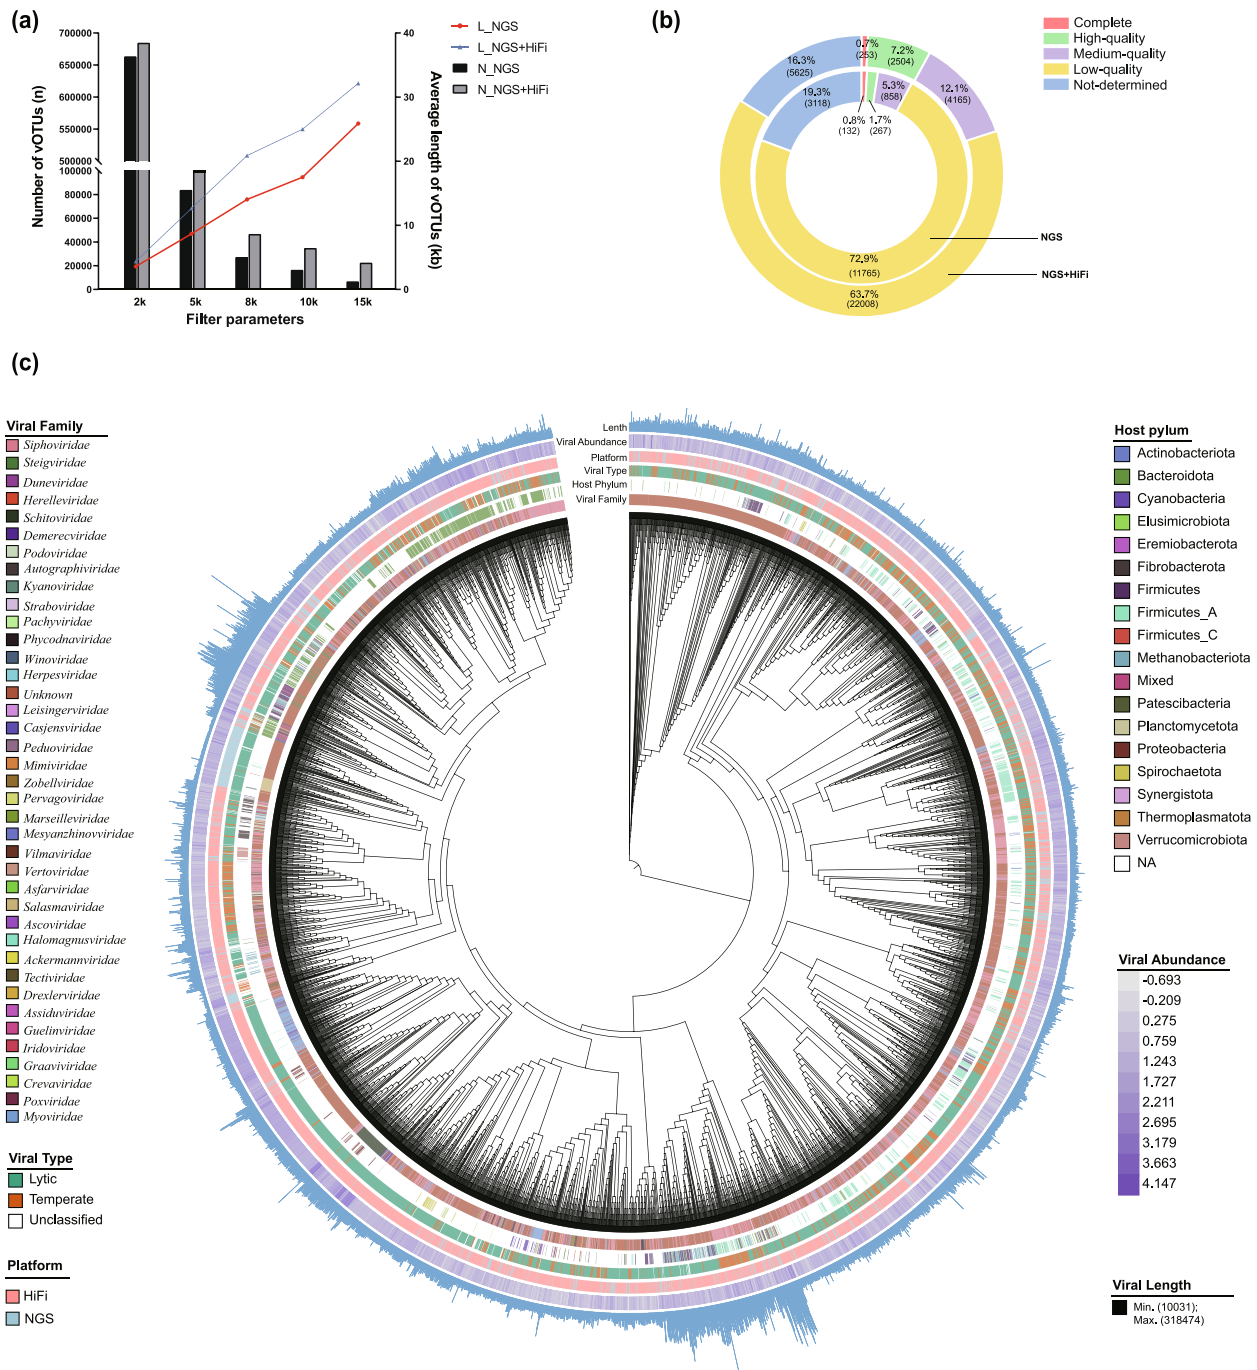 (a)
Number of vOTUs (n)
700000
650000
600000
550000
500000
100000
80000
60000
40000
20000
0
2k
5k
8k
10k
15k
Filter parameters
40
30
20
10
0
Average length of vOTUs (kb)
L_NGS
L_NGS+HiFi
N_NGS
N_NGS+HiFi
(b)
Complete
High-quality
Medium-quality
Low-quality
Not-determined
0.7%
(253)
7.2%
(2504)
12.1%
(4165)
16.3%
(5625)
19.3%
(3118)
5.3%
(858)
0.8%
(132)
1.7%
(267)
72.9%
(11765)
63.7%
(22008)
NGS
NGS+HiFi
(c)
Viral Family
Siphoviridae
Steigviridae
Duneviridae
Herelleviridae
Schitoviridae
Demerecviridae
Podoviridae
Autographiviridae
Kyanoviridae
Straboviridae
Pachyviridae
Phycodnaviridae
Winoviridae
Herpesviridae
Unknown
Leisingerviridae
Casjensviridae
Peduoviridae
Mimiviridae
Zobellviridae
Pervagoviridae
Marseilleviridae
Mesyanzhinovviridae
Vilmaviridae
Vertoviridae
Asfarviridae
Salasmaviridae
Ascoviridae
Halomagnusviridae
Ackermannviridae
Tectiviridae
Drexlerviridae
Assiduviridae
Guelinviridae
Iridoviridae
Graaviviridae
Crevaviridae
Poxviridae
Myoviridae
Viral Type
Lytic
Temperate
Unclassified
Platform
HiFi
NGS
Lenth
Viral Abundance
Platform
Viral Type
Host Phylum
Viral Family
Host pylum
Actinobacteriota
Bacteroidota
Cyanobacteria
Elusimicrobiota
Eremiobacterota
Fibrobacterota
Firmicutes
Firmicutes_A
Firmicutes_C
Methanobacteriota
Mixed
Patescibacteria
Planctomycetota
Proteobacteria
Spirochaetota
Synergistota
Thermoplasmatota
Verrucomicrobiota
NA
Viral Abundance
-0.693
-0.209
0.275
0.759
1.243
1.727
2.211
2.695
3.179
3.663
4.147
Viral Length
Min. (10031);
Max. (318474)